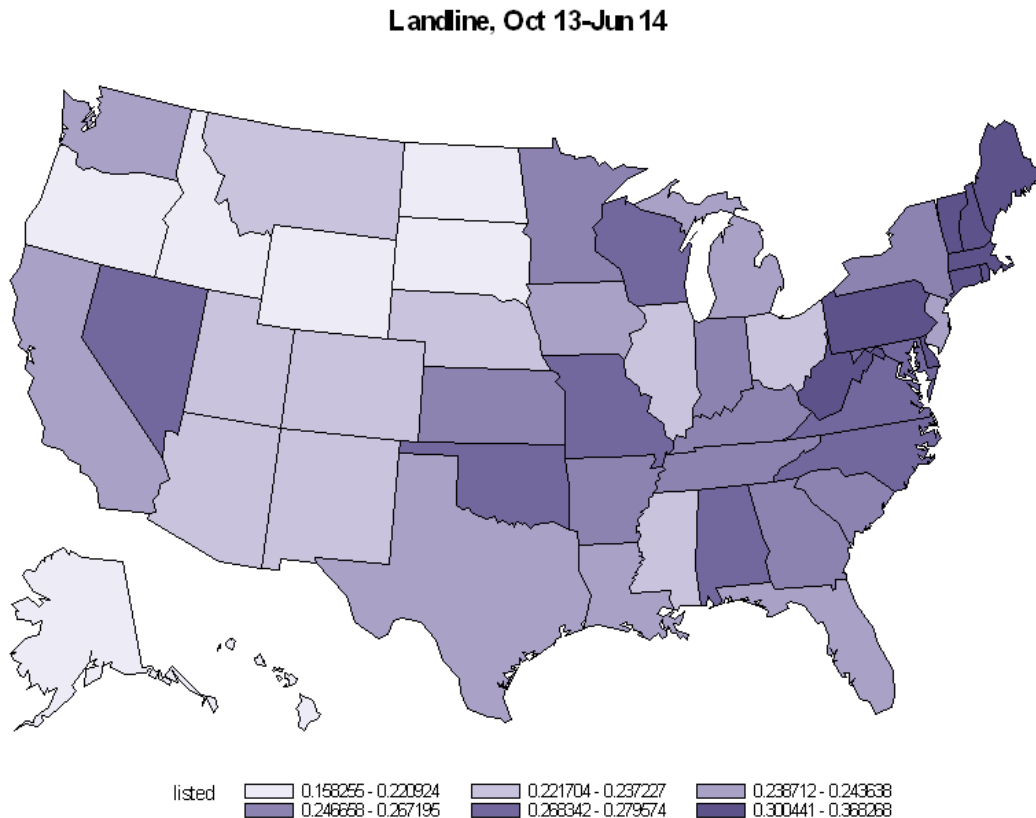 Landline, Oct 13-Jun 14
listed 0.158255 - 0.220924 0.221704 - 0.237227 0.238712 - 0.243638
0.246658 - 0.267195 0.268342 - 0.279574 0.300441 - 0.368268